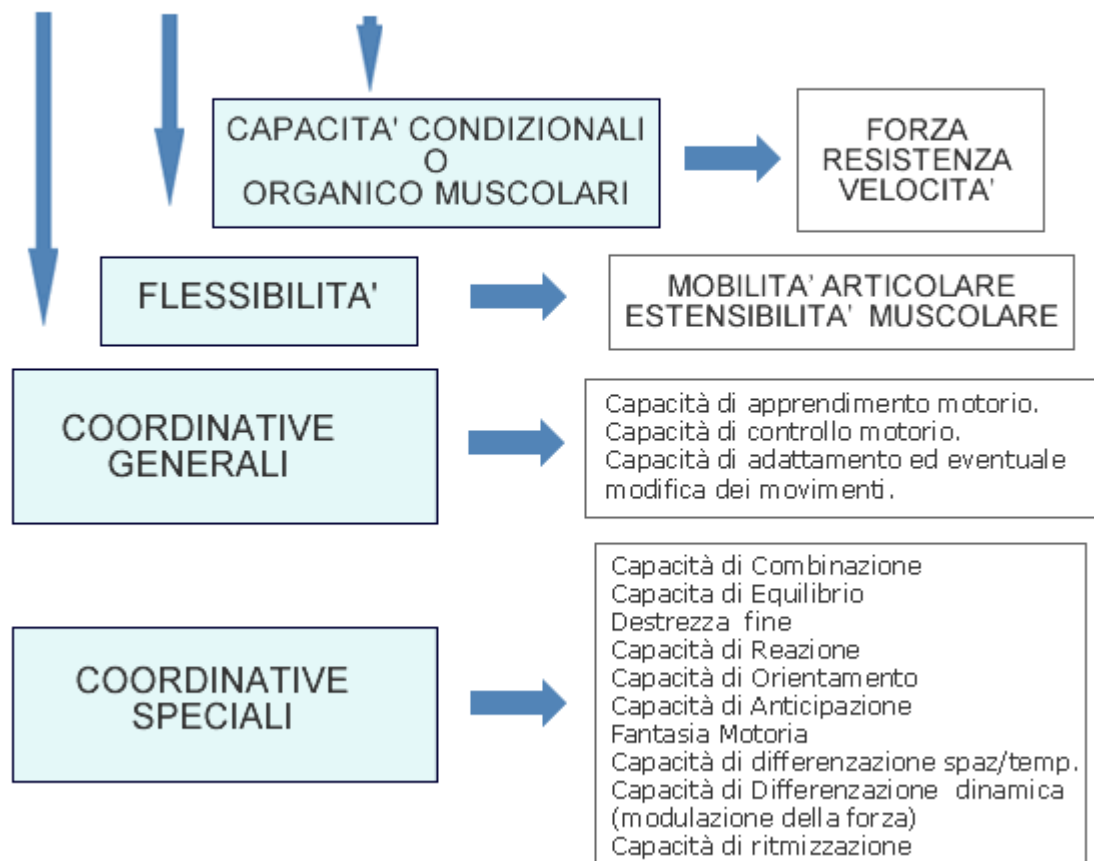 CAPACITA' CONDIZIONALI
O
ORGANICO MUSCOLARI
FORZA
RESISTENZA
VELOCITA'
FLESSIBILITA'
MOBILITA' ARTICOLARE
ESTENSIBILITA' MUSCOLARE
COORDINATIVE
GENERALI
Capacità di apprendimento motorio.
Capacità di controllo motorio.
Capacità di adattamento ed eventuale
modifica dei movimenti.
COORDINATIVE
SPECIALI
Capacità di Combinazione
Capacita di Equilibrio
Destrezza fine
Capacità di Reazione
Capacità di Orientamento
Capacità di Anticipazione
Fantasia Motoria
Capacità di differenzazione spaz/temp.
Capacità di Differenzazione dinamica
(modulazione della forza)
Capacità di ritmizzazione